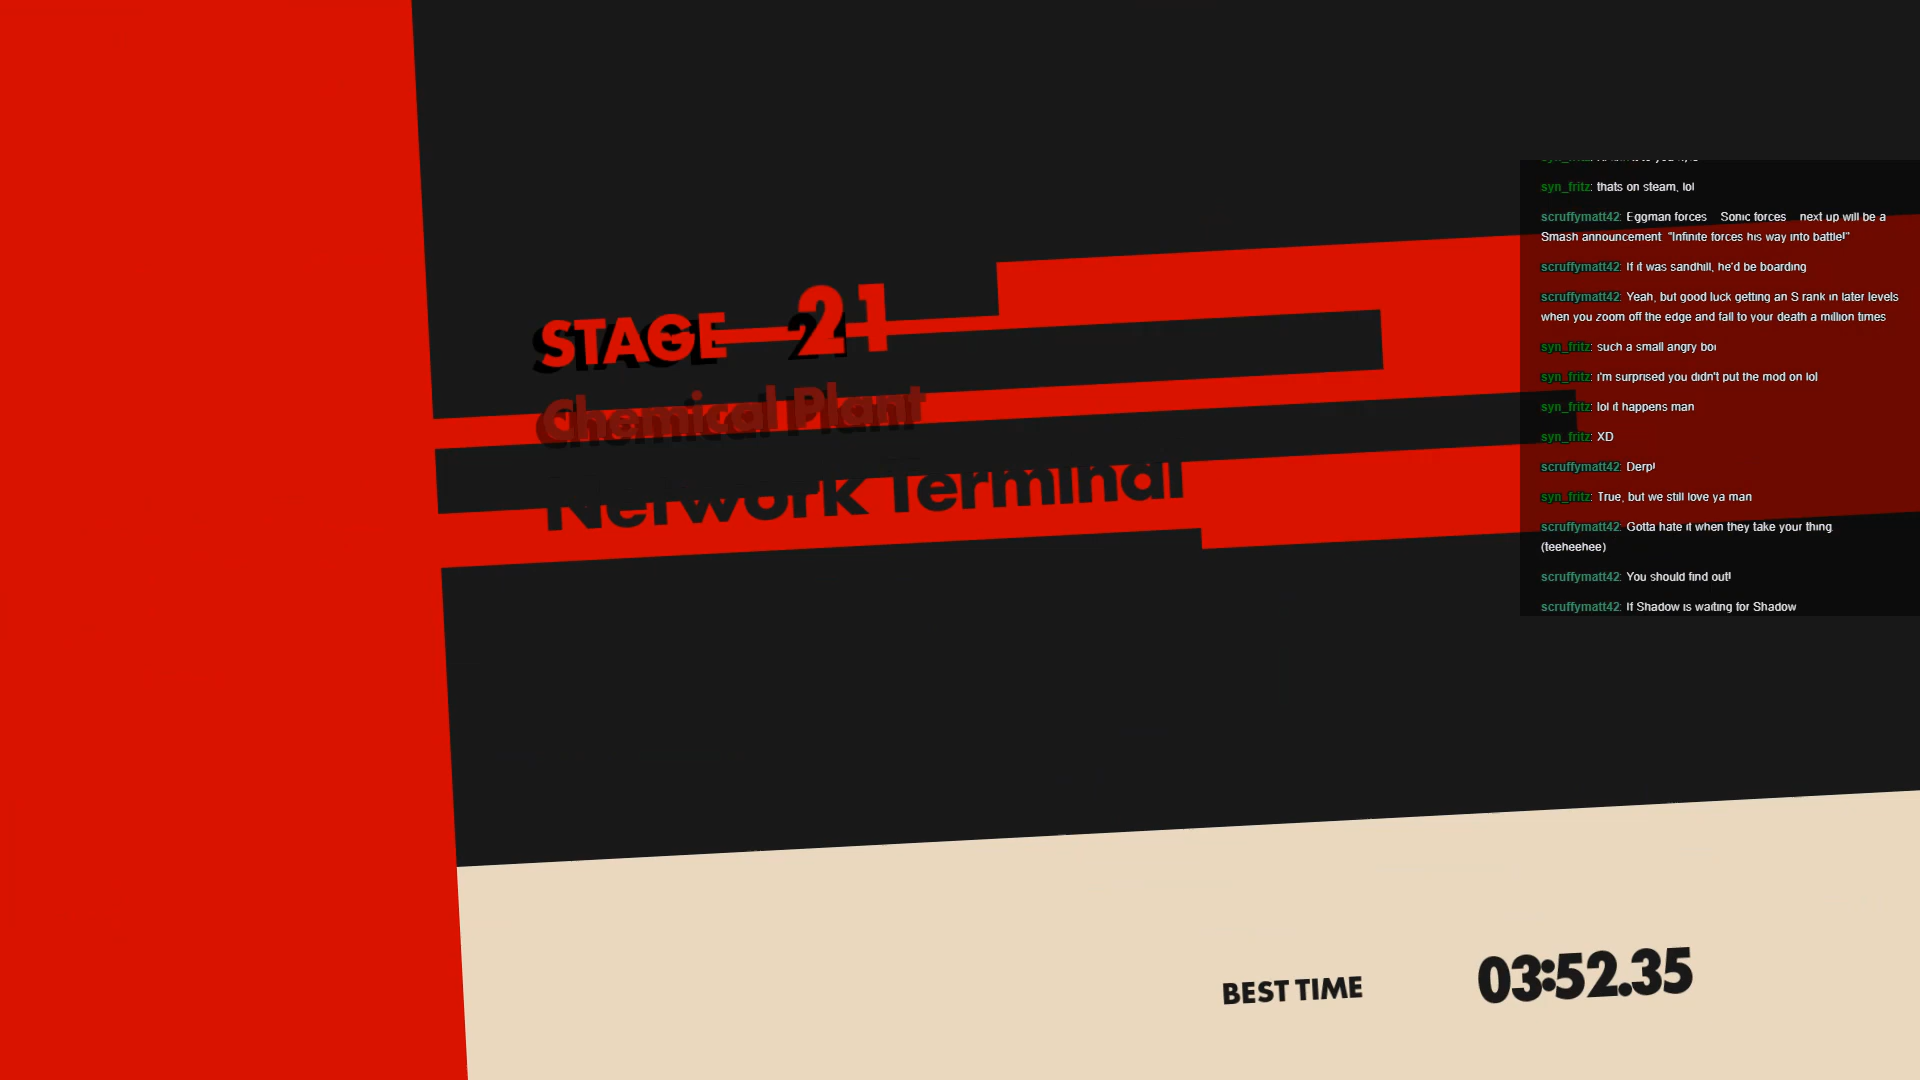 STAGE 21
Chemical Plant
Network Terminal
syn_fritz: thats on steam, lol
scruffymatt42: Eggman forces Sonic forces next up will be a
Smash announcement "Infinite forces his way into battle!"
scruffymatt42: If it was sandhill, he'd be boarding
scruffymatt42: Yeah, but good luck getting an S rank in later levels
when you zoom off the edge and fall to your death a million times
syn_fritz: such a small angry boi
syn_fritz: i'm surprised you didn't put the mod on lol
syn_fritz: lol it happens man
syn_fritz: XD
scruffymatt42: Derp!
syn_fritz: True, but we still love ya man
scruffymatt42: Gotta hate it when they take your thing
(teeheehee)
scruffymatt42: You should find out!
scruffymatt42: If Shadow is waiting for Shadow
BEST TIME 03:52.35